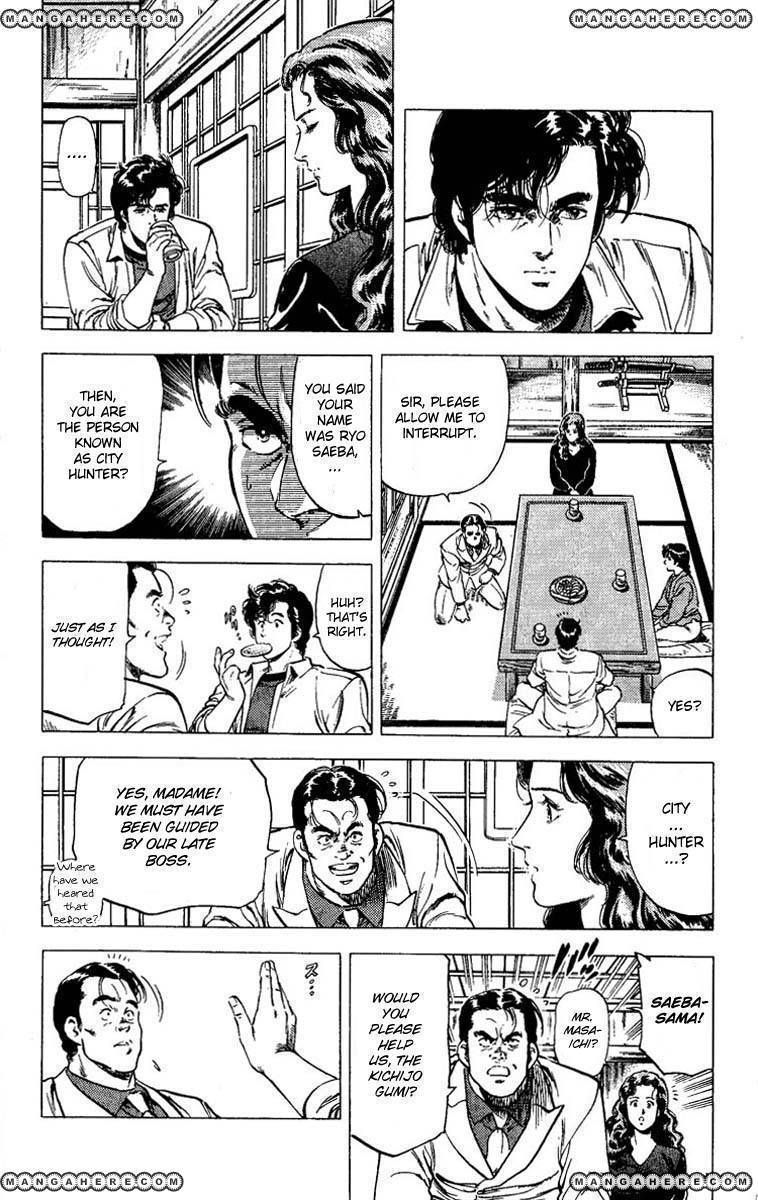 MANGAHERE.COM
MANGAHERE.COM
....
SIR, PLEASE
ALLOW ME TO
INTERRUPT.
YES?
YOU SAID
YOUR
NAME
WAS RYO
SAEBA,
...
THEN,
YOU ARE
THE PERSON
KNOWN
AS CITY
HUNTER?
HUH?
THAT'S
RIGHT.
JUST AS I
THOUGHT!
CITY
...
HUNTER
...?
YES, MADAME!
WE MUST HAVE
BEEN GUIDED
BY OUR LATE
BOSS.
Where
have we
heared
that
Before?
SAEBA-
SAMA!
MR.
MASA-
ICHI?
WOULD
YOU
PLEASE
HELP
US, THE
KICHIJO
GUMI?
ス...
MANGAHERE.COM
MANGAHERE.COM